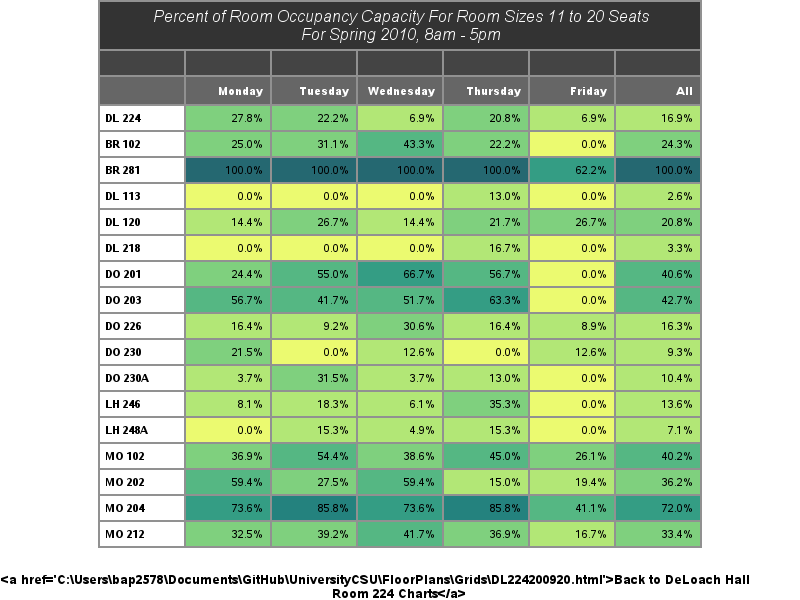 Percent of Room Occupancy Capacity For Room Sizes 11 to 20 Seats
For Spring 2010, 8am - 5pm
Monday Tuesday Wednesday Thursday Friday All
DL 224 27.8% 22.2% 6.9% 20.8% 6.9% 16.9%
BR 102 25.0% 31.1% 43.3% 22.2% 0.0% 24.3%
BR 281 100.0% 100.0% 100.0% 100.0% 62.2% 100.0%
DL 113 0.0% 0.0% 0.0% 13.0% 0.0% 2.6%
DL 120 14.4% 26.7% 14.4% 21.7% 26.7% 20.8%
DL 218 0.0% 0.0% 0.0% 16.7% 0.0% 3.3%
DO 201 24.4% 55.0% 66.7% 56.7% 0.0% 40.6%
DO 203 56.7% 41.7% 51.7% 63.3% 0.0% 42.7%
DO 226 16.4% 9.2% 30.6% 16.4% 8.9% 16.3%
DO 230 21.5% 0.0% 12.6% 0.0% 12.6% 9.3%
DO 230A 3.7% 31.5% 3.7% 13.0% 0.0% 10.4%
LH 246 8.1% 18.3% 6.1% 35.3% 0.0% 13.6%
LH 248A 0.0% 15.3% 4.9% 15.3% 0.0% 7.1%
MO 102 36.9% 54.4% 38.6% 45.0% 26.1% 40.2%
MO 202 59.4% 27.5% 59.4% 15.0% 19.4% 36.2%
MO 204 73.6% 85.8% 73.6% 85.8% 41.1% 72.0%
MO 212 32.5% 39.2% 41.7% 36.9% 16.7% 33.4%
<a href='C:\Users\bap2578\Documents\GitHub\UniversityCSU\FloorPlans\Grids\DL224200920.html'>Back to DeLoach Hall
Room 224 Charts</a>